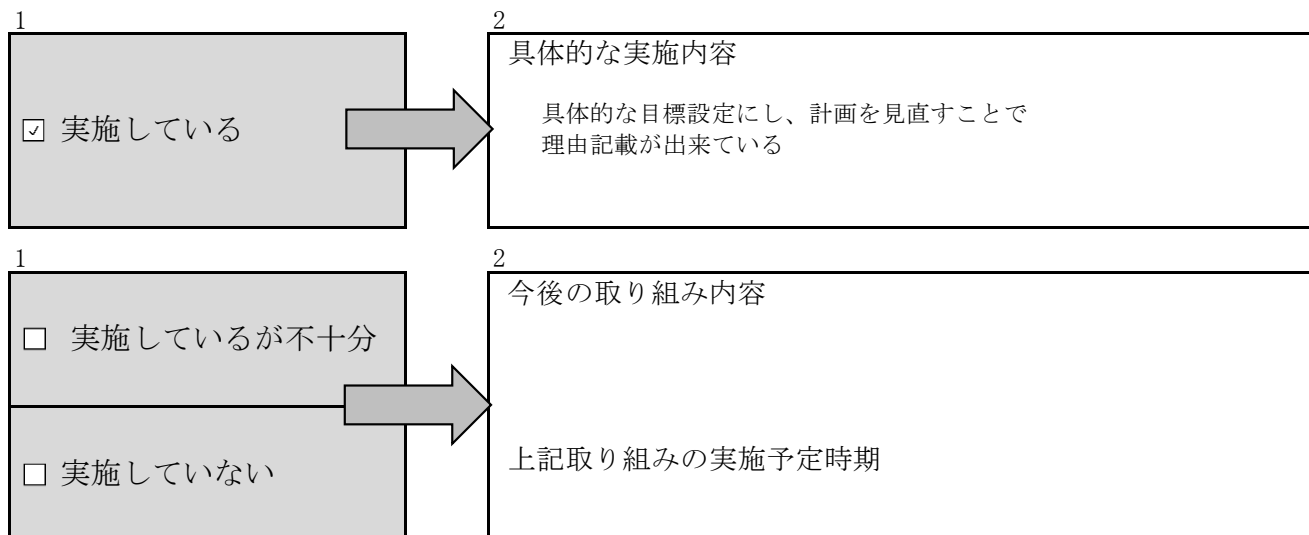 1
2
☑ 実施している
具体的な実施内容
具体的な目標設定にし、計画を見直すことで
理由記載が出来ている
1
2
☐ 実施しているが不十分
☐ 実施していない
今後の取り組み内容
上記取り組みの実施予定時期